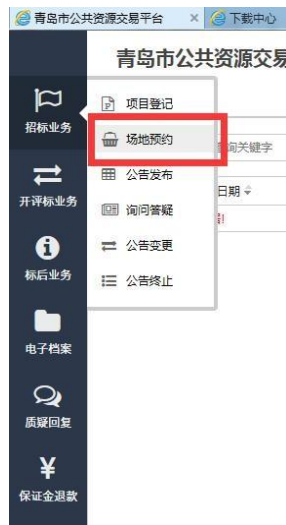 青岛市公共资源交易平台 × 下载中心
青岛市公共资源交易
招标业务
项目登记
场地预约
询关键字
公告发布
日期
询问答疑
公告变更
公告终止
开评标业务
标后业务
电子档案
质疑回复
保证金退款